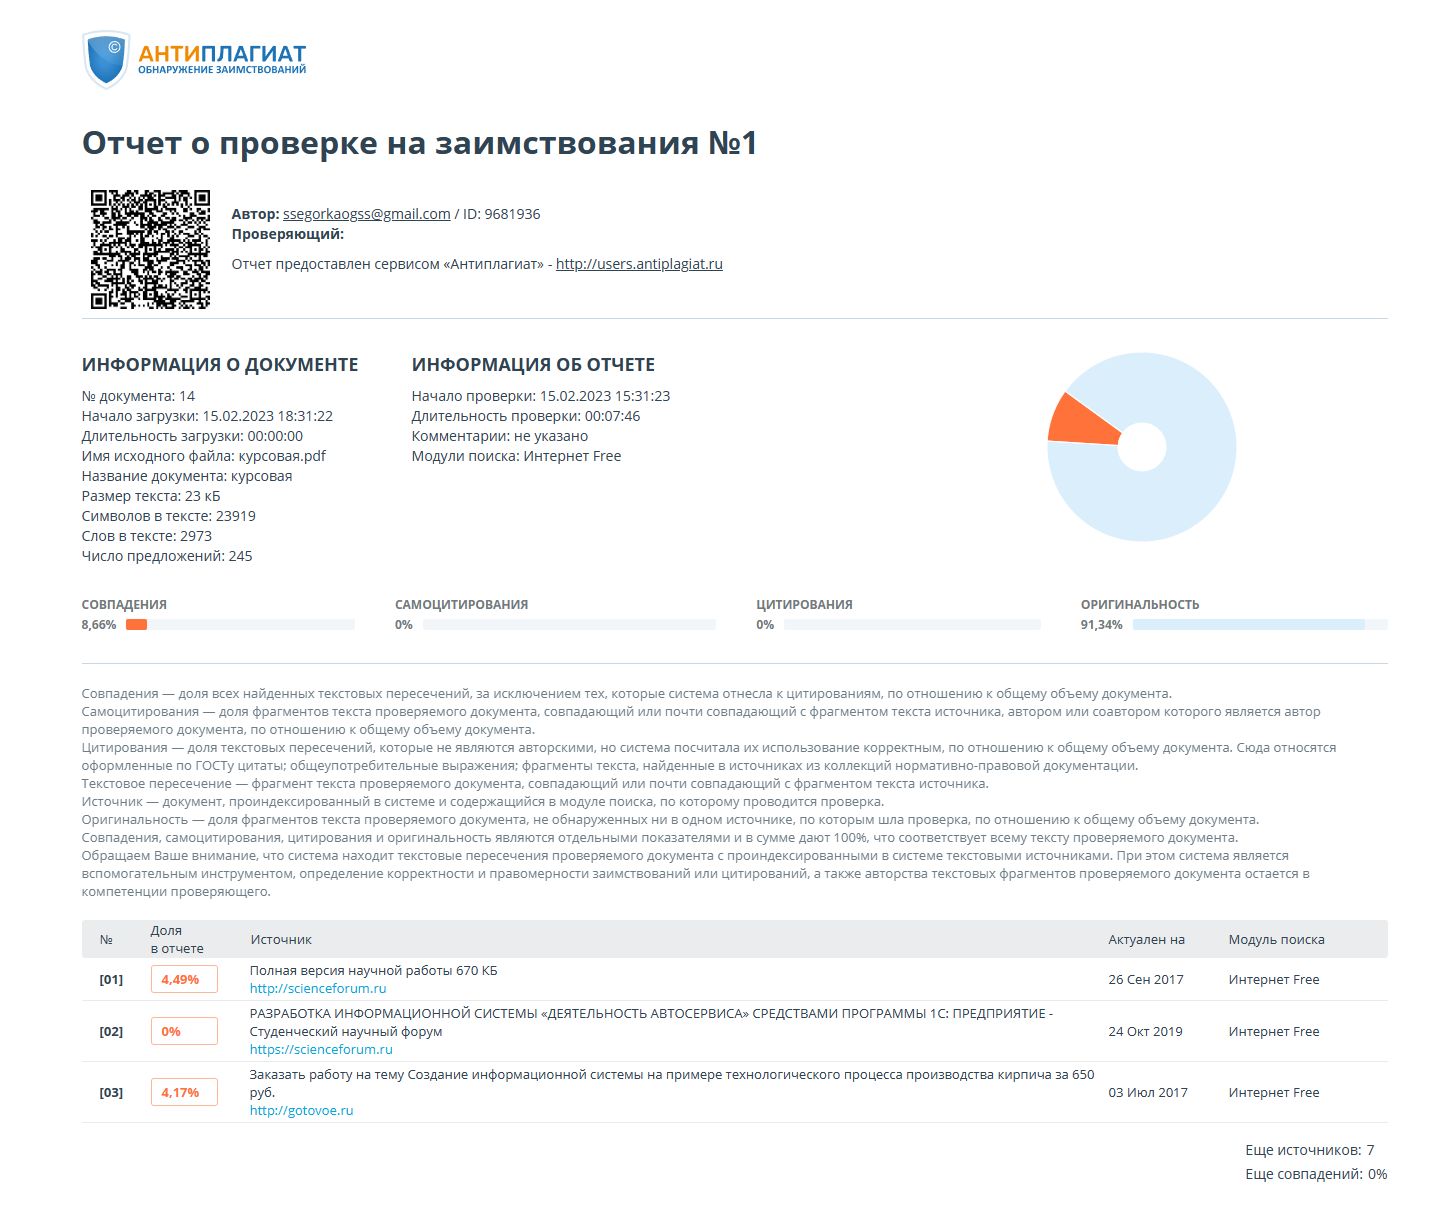 ©
АНТИПЛАГИАТ
ОБНАРУЖЕНИЕ ЗАИМСТВОВАНИЙ
Отчет о проверке на заимствования №1
Автор: ssegorkaogss@gmail.com / ID: 9681936
Проверяющий:
Отчет предоставлен сервисом «Антиплагиат» - http://users.antiplagiat.ru
ИНФОРМАЦИЯ О ДОКУМЕНТЕ
№ документа: 14
Начало загрузки: 15.02.2023 18:31:22
Длительность загрузки: 00:00:00
Имя исходного файла: курсовая.pdf
Название документа: курсовая
Размер текста: 23 кБ
Символов в тексте: 23919
Слов в тексте: 2973
Число предложений: 245
ИНФОРМАЦИЯ ОБ ОТЧЕТЕ
Начало проверки: 15.02.2023 15:31:23
Длительность проверки: 00:07:46
Комментарии: не указано
Модули поиска: Интернет Free
СОВПАДЕНИЯ
8,66%
САМОЦИТИРОВАНИЯ
0%
ЦИТИРОВАНИЯ
0%
ОРИГИНАЛЬНОСТЬ
91,34%
Совпадения — доля всех найденных текстовых пересечений, за исключением тех, которые система отнесла к цитированиям, по отношению к общему объему документа.
Самоцитирования — доля фрагментов текста проверяемого документа, совпадающий или почти совпадающий с фрагментом текста источника, автором или соавтором которого является автор
проверяемого документа, по отношению к общему объему документа.
Цитирования — доля текстовых пересечений, которые не являются авторскими, но система посчитала их использование корректным, по отношению к общему объему документа. Сюда относятся
оформленные по ГОСТу цитаты; общеупотребительные выражения; фрагменты текста, найденные в источниках из коллекций нормативно-правовой документации.
Текстовое пересечение — фрагмент текста проверяемого документа, совпадающий или почти совпадающий с фрагментом текста источника.
Источник — документ, проиндексированный в системе и содержащийся в модуле поиска, по которому проводится проверка.
Оригинальность — доля фрагментов текста проверяемого документа, не обнаруженных ни в одном источнике, по которым шла проверка, по отношению к общему объему документа.
Совпадения, самоцитирования, цитирования и оригинальность являются отдельными показателями и в сумме дают 100%, что соответствует всему тексту проверяемого документа.
Обращаем Ваше внимание, что система находит текстовые пересечения проверяемого документа с проиндексированными в системе текстовыми источниками. При этом система является
вспомогательным инструментом, определение корректности и правомерности заимствований или цитирований, а также авторства текстовых фрагментов проверяемого документа остается в
компетенции проверяющего.
№ Доля в отчете Источник Актуален на Модуль поиска
[01] 4,49% Полная версия научной работы 670 КБ 26 Сен 2017 Интернет Free
http://scienceforum.ru
[02] 0% РАЗРАБОТКА ИНФОРМАЦИОННОЙ СИСТЕМЫ «ДЕЯТЕЛЬНОСТЬ АВТОСЕРВИСА» СРЕДСТВАМИ ПРОГРАММЫ 1С: ПРЕДПРИЯТИЕ -
Студенческий научный форум 24 Окт 2019 Интернет Free
https://scienceforum.ru
[03] 4,17% Заказать работу на тему Создание информационной системы на примере технологического процесса производства кирпича за 650
руб. 03 Июл 2017 Интернет Free
http://gotovoe.ru
Еще источников: 7
Еще совпадений: 0%